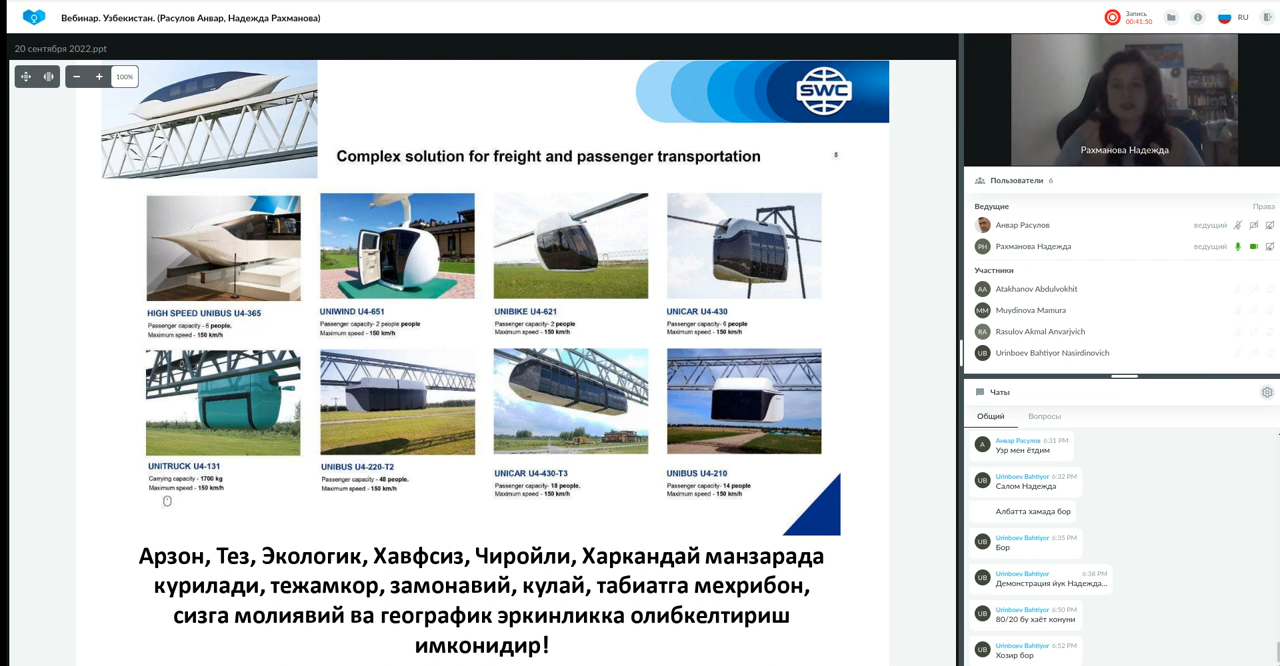 Вебинар. Узбекистан. (Расулов Анвар, Надежда Рахманова)
Запись
00:41:50
RU
20 сентября 2022.ppt
100%
SWC
Complex solution for freight and passenger transportation
5
HIGH SPEED UNIBUS U4-365
Passenger capacity - 6 people.
Maximum speed - 150 km/h
UNIWIND U4-651
Passenger capacity- 2 people people
Maximum speed - 150 km/h
UNIBIKE U4-621
Passenger capacity- 2 people
Maximum speed - 150 km/h
UNICAR U4-430
Passenger capacity - 6 people
Maximum speed - 150 km/h
UNITRUCK U4-131
Carrying capacity - 1700 kg
Maximum speed - 150 km/h
UNIBUS U4-220-T2
Passenger capacity - 48 people.
Maximum speed - 150 km/h
UNICAR U4-430-T3
Passenger capacity - 18 people.
Maximum speed - 150 km/h
UNIBUS U4-210
Passenger capacity - 14 people
Maximum speed - 150 km/h
Арзон, Тез, Экологик, Хавфсиз, Чиройли, Харкандай манзарада
курилади, тежамкор, замонавий, кулай, табиатга мехрибон,
сизга молиявий ва географик эркинликка олибкелтириш
имконидир!
Рахманова Надежда
Пользователи 6
Ведущие Права
Анвар Расулов ведущий
РН Рахманова Надежда ведущий
Участники
AA Atakhanov Abdulvokhit
MM Muydinova Mamura
RA Rasulov Akmal Anvarjvich
UB Urinboev Bahtiyor Nasirdinovich
Чаты
Общий Вопросы
А Анвар Расулов 6:31 PM
Узр мен ётдим
UB Urinboev Bahtiyor 6:32 PM
Салом Надежда
Албатта хамада бор
UB Urinboev Bahtiyor 6:35 PM
Бор
UB Urinboev Bahtiyor 6:38 PM
Демонстрация йук Надежда...
UB Urinboev Bahtiyor 6:50 PM
80/20 бу хаёт конуни
UB Urinboev Bahtiyor 6:52 PM
Хозир бор